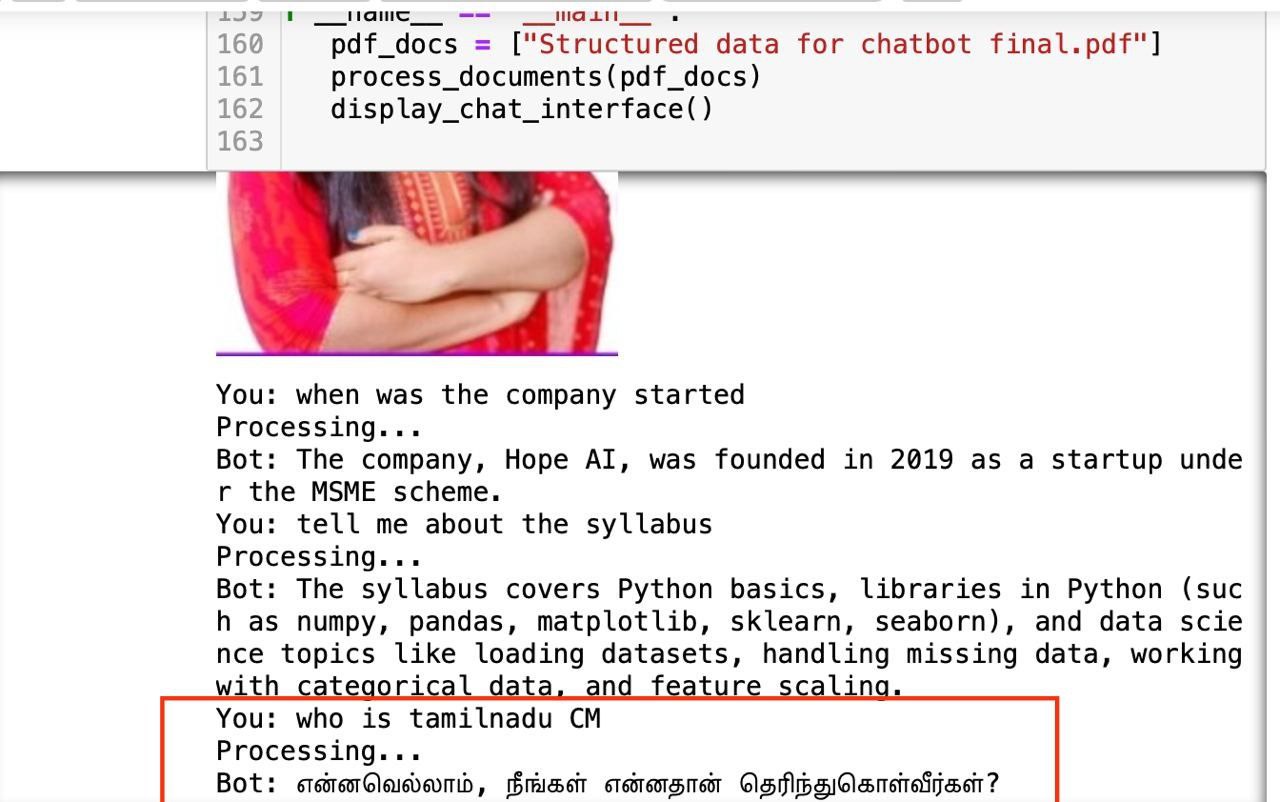 159
__name__ == "__main__":
160 pdf_docs = ["Structured data for chatbot final.pdf"]
161 process_documents(pdf_docs)
162 display_chat_interface()
163
You: when was the company started
Processing...
Bot: The company, Hope AI, was founded in 2019 as a startup unde
r the MSME scheme.
You: tell me about the syllabus
Processing...
Bot: The syllabus covers Python basics, libraries in Python (suc
h as numpy, pandas, matplotlib, sklearn, seaborn), and data scie
nce topics like loading datasets, handling missing data, working
with categorical data, and feature scaling.
You: who is tamilnadu CM
Processing...
Bot: என்னவெல்லாம், நீங்கள் என்னதான் தெரிந்துகொள்வீர்கள்?